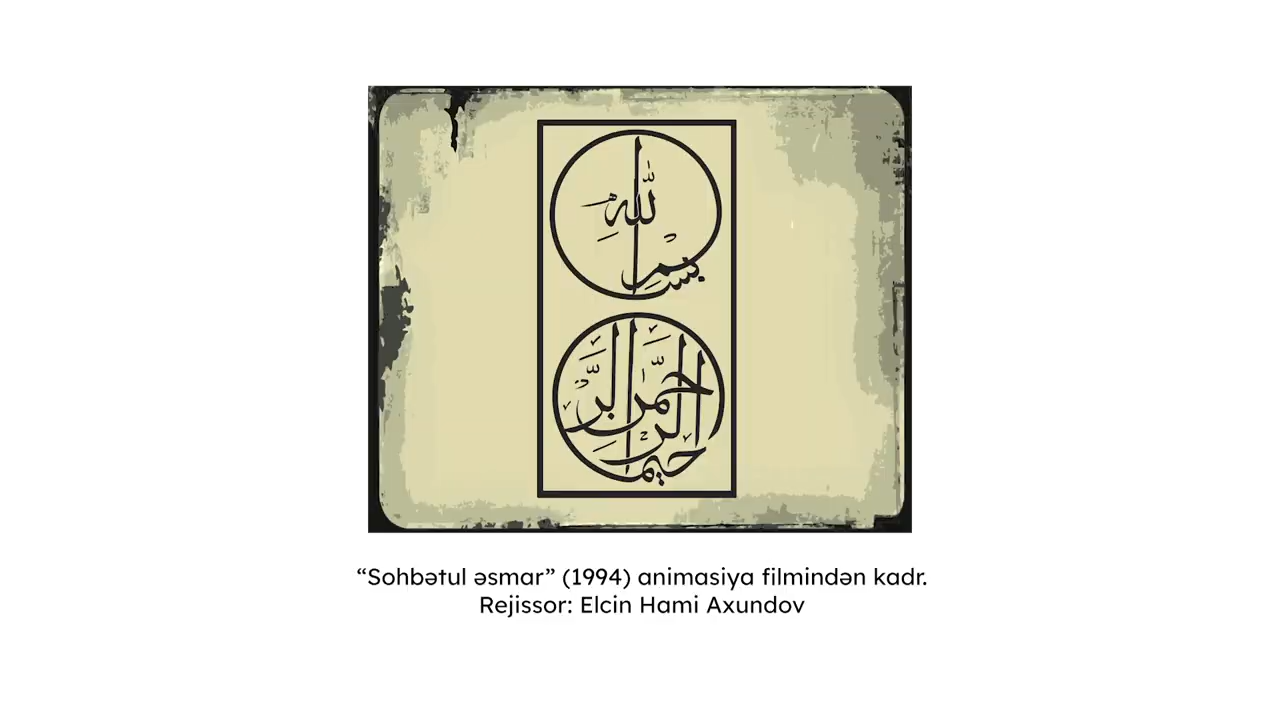 بسم الله
الرحمن الرحيم
“Sohbətul əsmar” (1994) animasiya filmindən kadr.
Rejissor: Elcin Hami Axundov